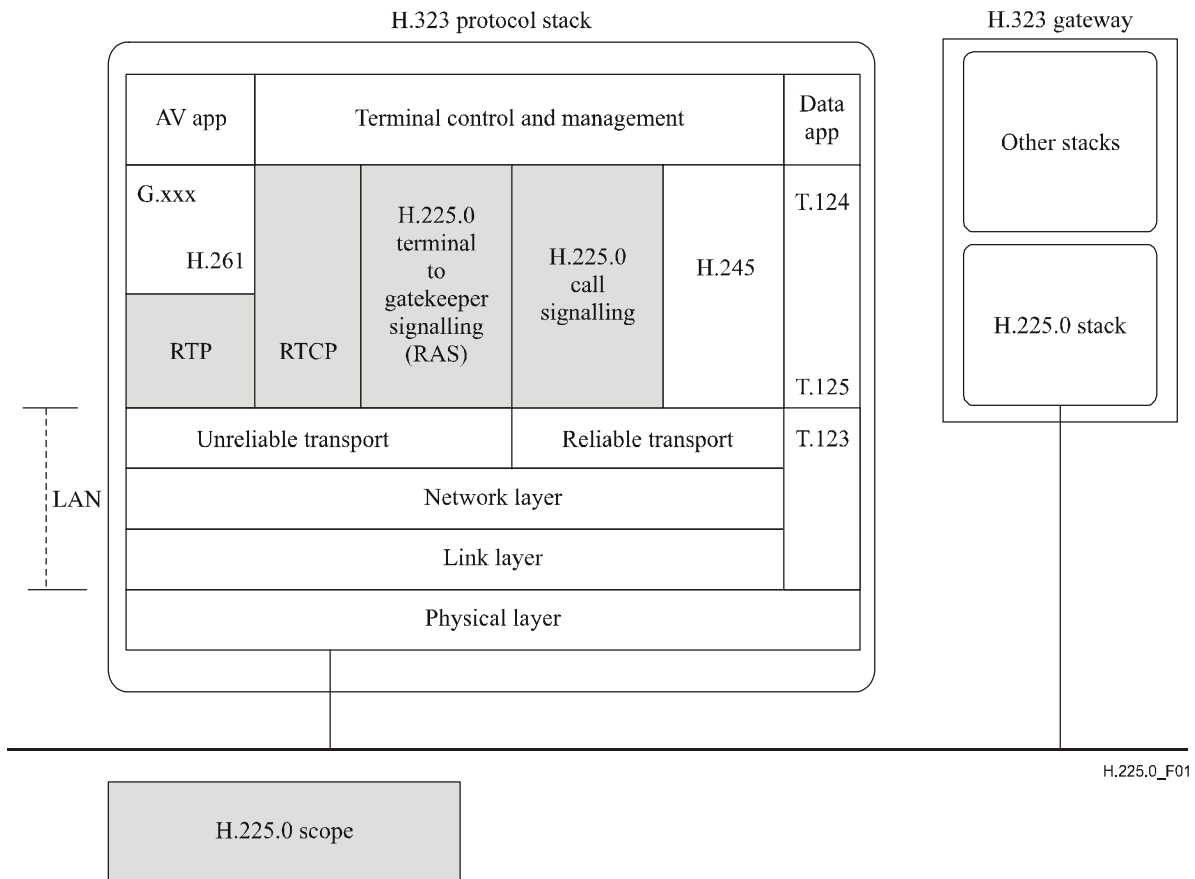 H.323 protocol stack
H.323 gateway
AV app
Terminal control and management
Data
app
Other stacks
G.xxx
H.261
RTP
RTCP
H.225.0
terminal
to
gatekeeper
signalling
(RAS)
H.225.0
call
signalling
H.245
T.124
T.125
H.225.0 stack
Unreliable transport
Reliable transport
T.123
LAN
Network layer
Link layer
Physical layer
H.225.0_F01
H.225.0 scope